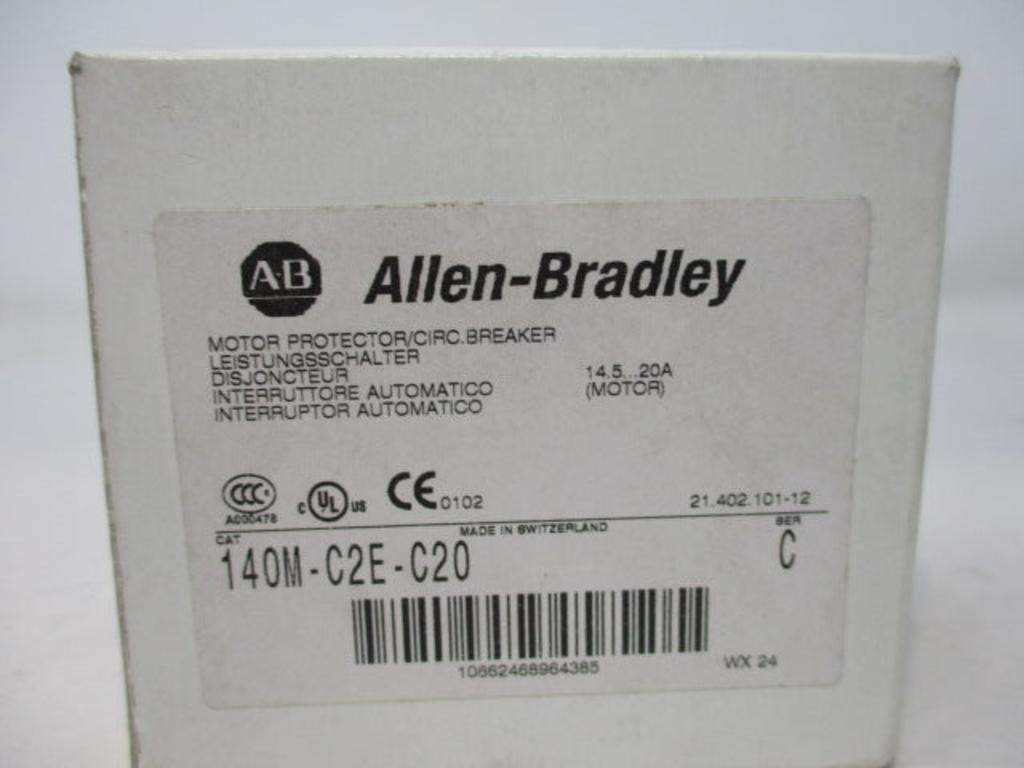 A-B Allen-Bradley
MOTOR PROTECTOR/CIRC.BREAKER
LEISTUNGSSCHALTER
DISJONCTEUR 14.5...20A
INTERRUTTORE AUTOMATICO (MOTOR)
INTERRUPTOR AUTOMATICO
CCC
A000478
c UL us
CE 0102
21.402.101-12
CAT MADE IN SWITZERLAND SER
140M-C2E-C20 C
10662468964385
WX 24